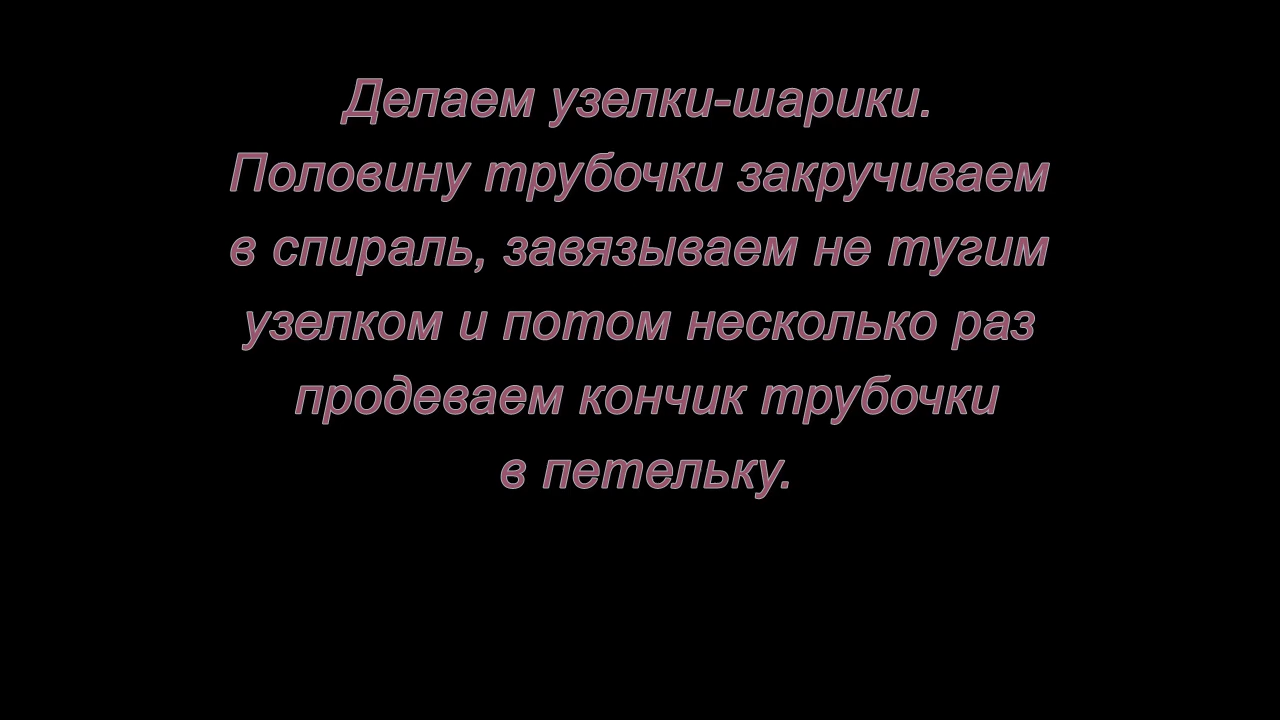 Делаем узелки-шарики.
Половину трубочки закручиваем
в спираль, завязываем не тугим
узелком и потом несколько раз
продеваем кончик трубочки
в петельку.